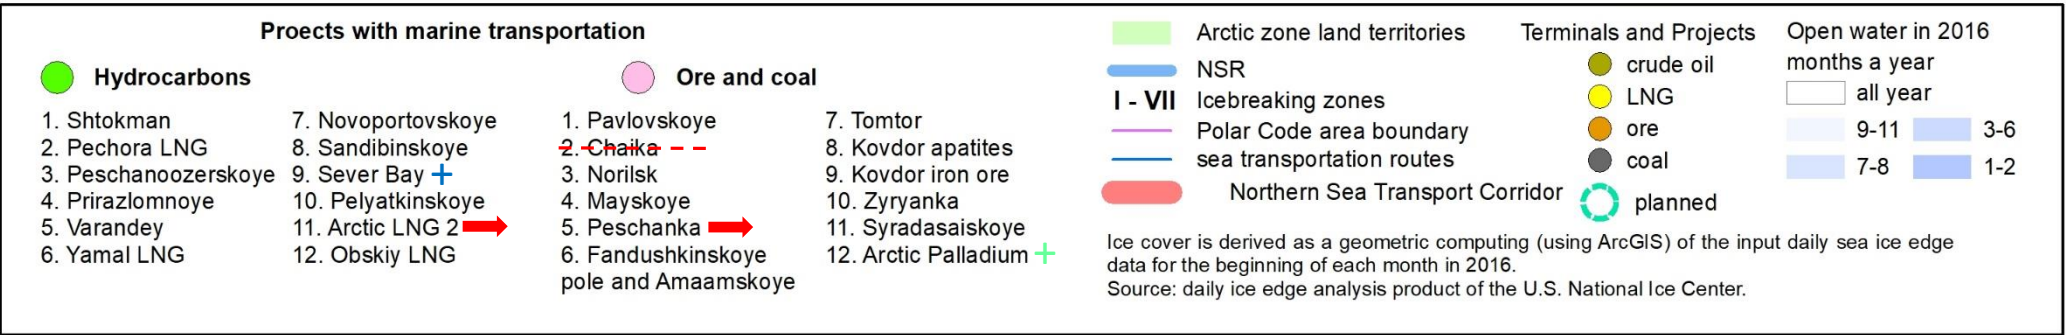 Proects with marine transportation
Hydrocarbons
1. Shtokman
2. Pechora LNG
3. Peschanoozerskoye
4. Prirazlomnoye
5. Varandey
6. Yamal LNG
7. Novoportovskoye
8. Sandibinskoye
9. Sever Bay +
10. Pelyatkinskoye
11. Arctic LNG 2
12. Obskiy LNG
Ore and coal
1. Pavlovskoye
2. Chaika
3. Norilsk
4. Mayskoye
5. Peschanka
6. Fandushkinskoye
pole and Amaamskoye
7. Tomtor
8. Kovdor apatites
9. Kovdor iron ore
10. Zyryanka
11. Syradasaiskoye
12. Arctic Palladium +
Arctic zone land territories
NSR
I - VII Icebreaking zones
Polar Code area boundary
sea transportation routes
Northern Sea Transport Corridor
Terminals and Projects
crude oil
LNG
ore
coal
planned
Open water in 2016
months a year
all year
9-11
3-6
7-8
1-2
Ice cover is derived as a geometric computing (using ArcGIS) of the input daily sea ice edge
data for the beginning of each month in 2016.
Source: daily ice edge analysis product of the U.S. National Ice Center.